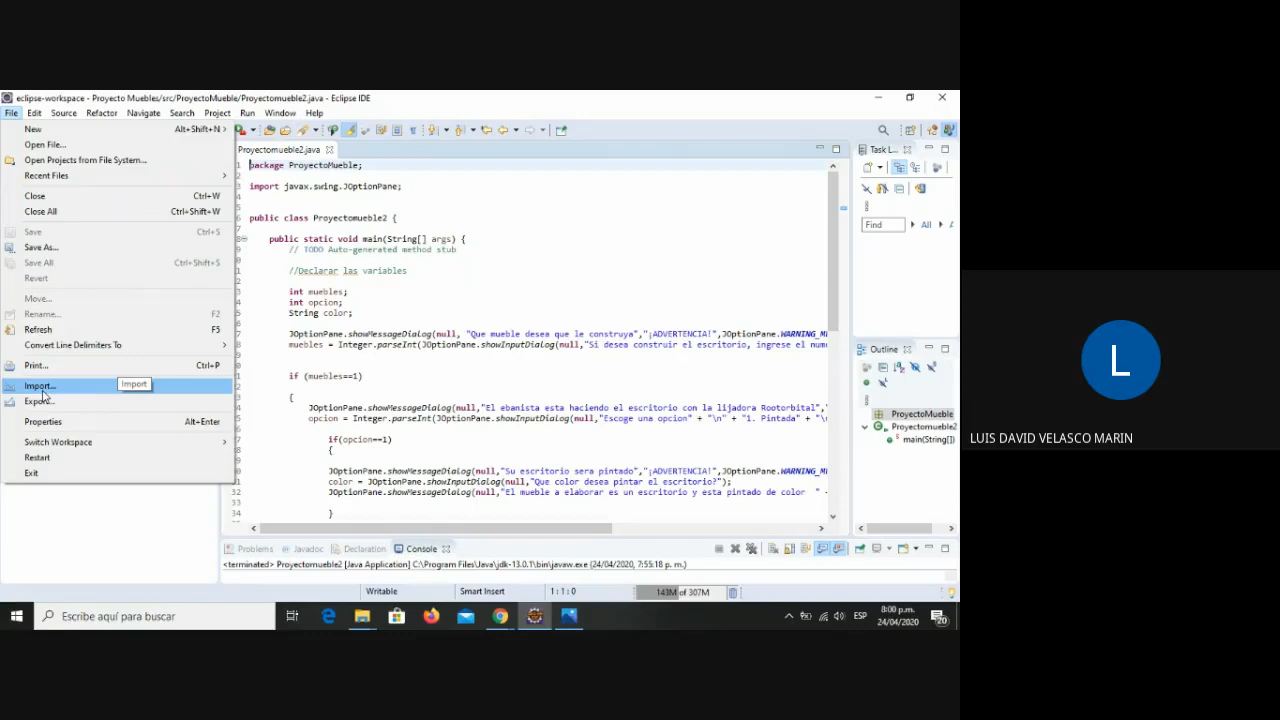 eclipse-workspace - Proyecto Muebles/src/ProyectoMueble/Proyectomueble2.java - Eclipse IDE
File Edit Source Refactor Navigate Search Project Run Window Help
New Alt+Shift+N
Open File...
Open Projects from File System...
Recent Files
Close Ctrl+W
Close All Ctrl+Shift+W
Save Ctrl+S
Save As...
Save All Ctrl+Shift+S
Revert
Move...
Rename... F2
Refresh F5
Convert Line Delimiters To
Print... Ctrl+P
Import...
Import
Export...
Properties Alt+Enter
Switch Workspace
Restart
Exit
Proyectomueble2.java
package ProyectoMueble;
import javax.swing.JOptionPane;
public class Proyectomueble2 {
public static void main(String[] args) {
// TODO Auto-generated method stub
//Declarar las variables
int muebles;
int opcion;
String color;
JOptionPane.showMessageDialog(null, "Que mueble desea que le construya","¡ADVERTENCIA!",JOptionPane.WARNING_M
muebles = Integer.parseInt(JOptionPane.showInputDialog(null,"Si desea construir el escritorio, ingrese el num
if (muebles==1)
{
JOptionPane.showMessageDialog(null,"El ebanista esta haciendo el escritorio con la lijadora Rootorbital","
opcion = Integer.parseInt(JOptionPane.showInputDialog(null,"Escoge una opcion" + "\n" + "1. Pintada" + "\
if(opcion==1)
{
JOptionPane.showMessageDialog(null,"Su escritorio sera pintado","¡ADVERTENCIA!",JOptionPane.WARNING_M
color = JOptionPane.showInputDialog(null,"Que color desea pintar el escritorio?");
32 JOptionPane.showMessageDialog(null,"El mueble a elaborar es un escritorio y esta pintado de color " +
33
34 }
Task L...
Find All
Outline
ProyectoMueble
Proyectomueble2
main(String[])
Problems Javadoc Declaration Console
<terminated> Proyectomueble2 [Java Application] C:\Program Files\Java\jdk-13.0.1\bin\javaw.exe (24/04/2020, 7:55:18 p. m.)
Writable Smart Insert 1:1:0 143M of 307M
Escribe aquí para buscar
ESP
8:00 p.m.
24/04/2020
20
L
LUIS DAVID VELASCO MARIN